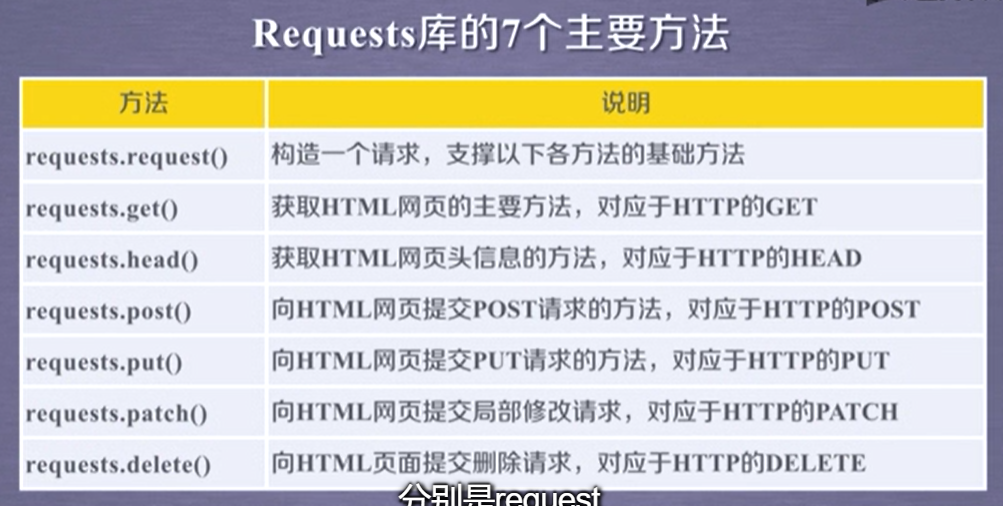 Requests库的7个主要方法
方法 说明
requests.request() 构造一个请求，支撑以下各方法的基础方法
requests.get() 获取HTML网页的主要方法，对应于HTTP的GET
requests.head() 获取HTML网页头信息的方法，对应于HTTP的HEAD
requests.post() 向HTML网页提交POST请求的方法，对应于HTTP的POST
requests.put() 向HTML网页提交PUT请求的方法，对应于HTTP的PUT
requests.patch() 向HTML网页提交局部修改请求，对应于HTTP的PATCH
requests.delete() 向HTML页面提交删除请求，对应于HTTP的DELETE
分别是request